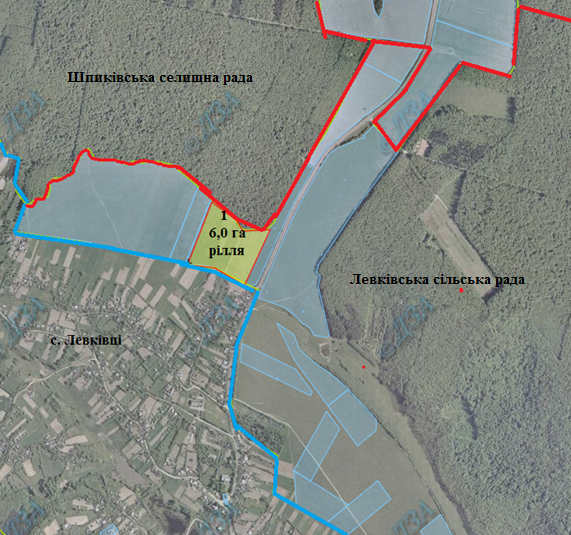 Шпиківська селищна рада
1
6,0 га
рілля
Левківська сільська рада
с. Левківці